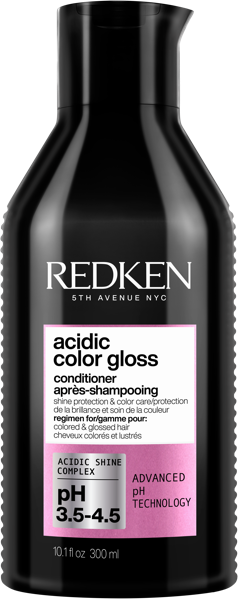 REDKEN
5TH AVENUE NYC
acidic
color gloss
conditioner
après-shampooing
shine protection & color care/protection
de la brillance et soin de la couleur
regimen for/gamme pour:
colored & glossed hair
cheveux colorés et lustrés
ACIDIC SHINE
COMPLEX
pH
3.5-4.5
ADVANCED
pH
TECHNOLOGY
10.1 fl oz 300 ml